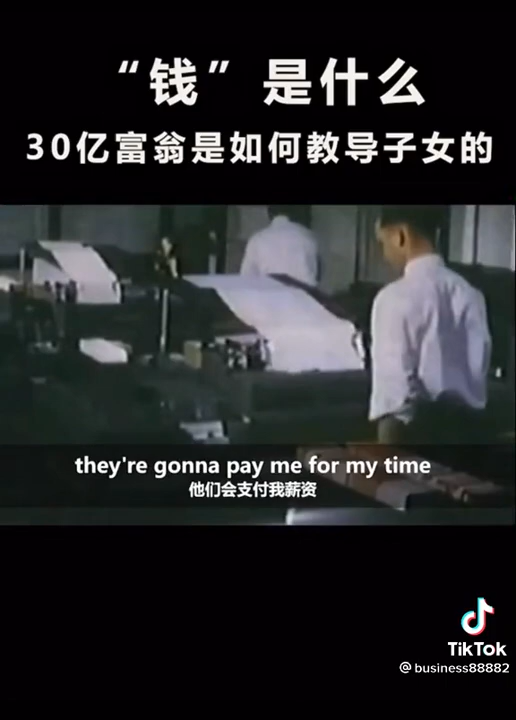 “钱”是什么
30亿富翁是如何教导子女的
they're gonna pay me for my time
他们会支付我薪资
TikTok
@business88882